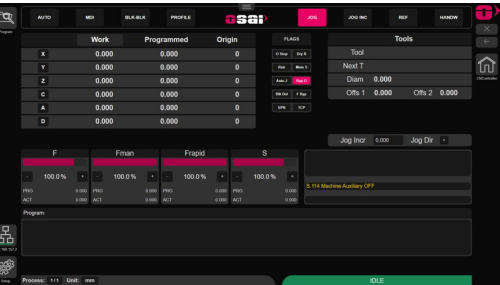 AUTO MDI BLK-BLK PROFILE osai JOG JOG INC REF HANDW
Program
Work Programmed Origin
X 0.000 0.000 0
Y 0.000 0.000 0
Z 0.000 0.000 0
C 0.000 0.000 0
A 0.000 0.000 0
D 0.000 0.000 0
FLAGS
Tools
Tool
Next T
Diam 0.000
Offs 1 0.000 Offs 2 0.000
Jog Incr 0.000 Jog Dir +
F Fman Frapid S
- 100.0 % + - 100.0 % + - 100.0 % + - 100.0 % +
PRG 0.000 PRG 0.000 PRG 0.000 PRG 0.000
ACT 0.000 ACT 0.000 ACT 0.000 ACT 0.000
S.114 Machine Auxiliary OFF
Program:
Setup
Process: 1/1 Unit: mm
IDLE